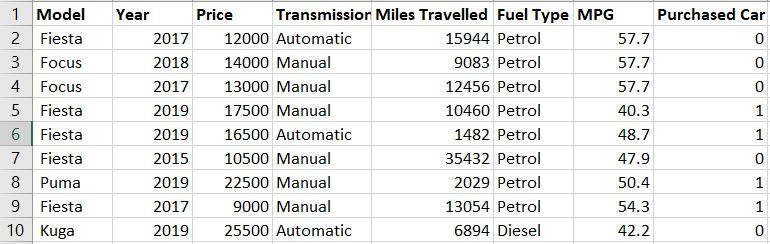 1 Model Year Price Transmission Miles Travelled Fuel Type MPG Purchased Car
2 Fiesta 2017 12000 Automatic 15944 Petrol 57.7 0
3 Focus 2018 14000 Manual 9083 Petrol 57.7 0
4 Focus 2017 13000 Manual 12456 Petrol 57.7 0
5 Fiesta 2019 17500 Manual 10460 Petrol 40.3 1
6 Fiesta 2019 16500 Automatic 1482 Petrol 48.7 1
7 Fiesta 2015 10500 Manual 35432 Petrol 47.9 0
8 Puma 2019 22500 Manual 2029 Petrol 50.4 1
9 Fiesta 2017 9000 Manual 13054 Petrol 54.3 1
10 Kuga 2019 25500 Automatic 6894 Diesel 42.2 0